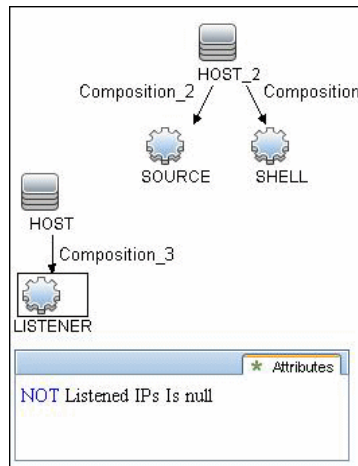 HOST_2
Composition_2
Composition
SOURCE
SHELL
HOST
Composition_3
LISTENER
* Attributes
NOT Listened IPs Is null